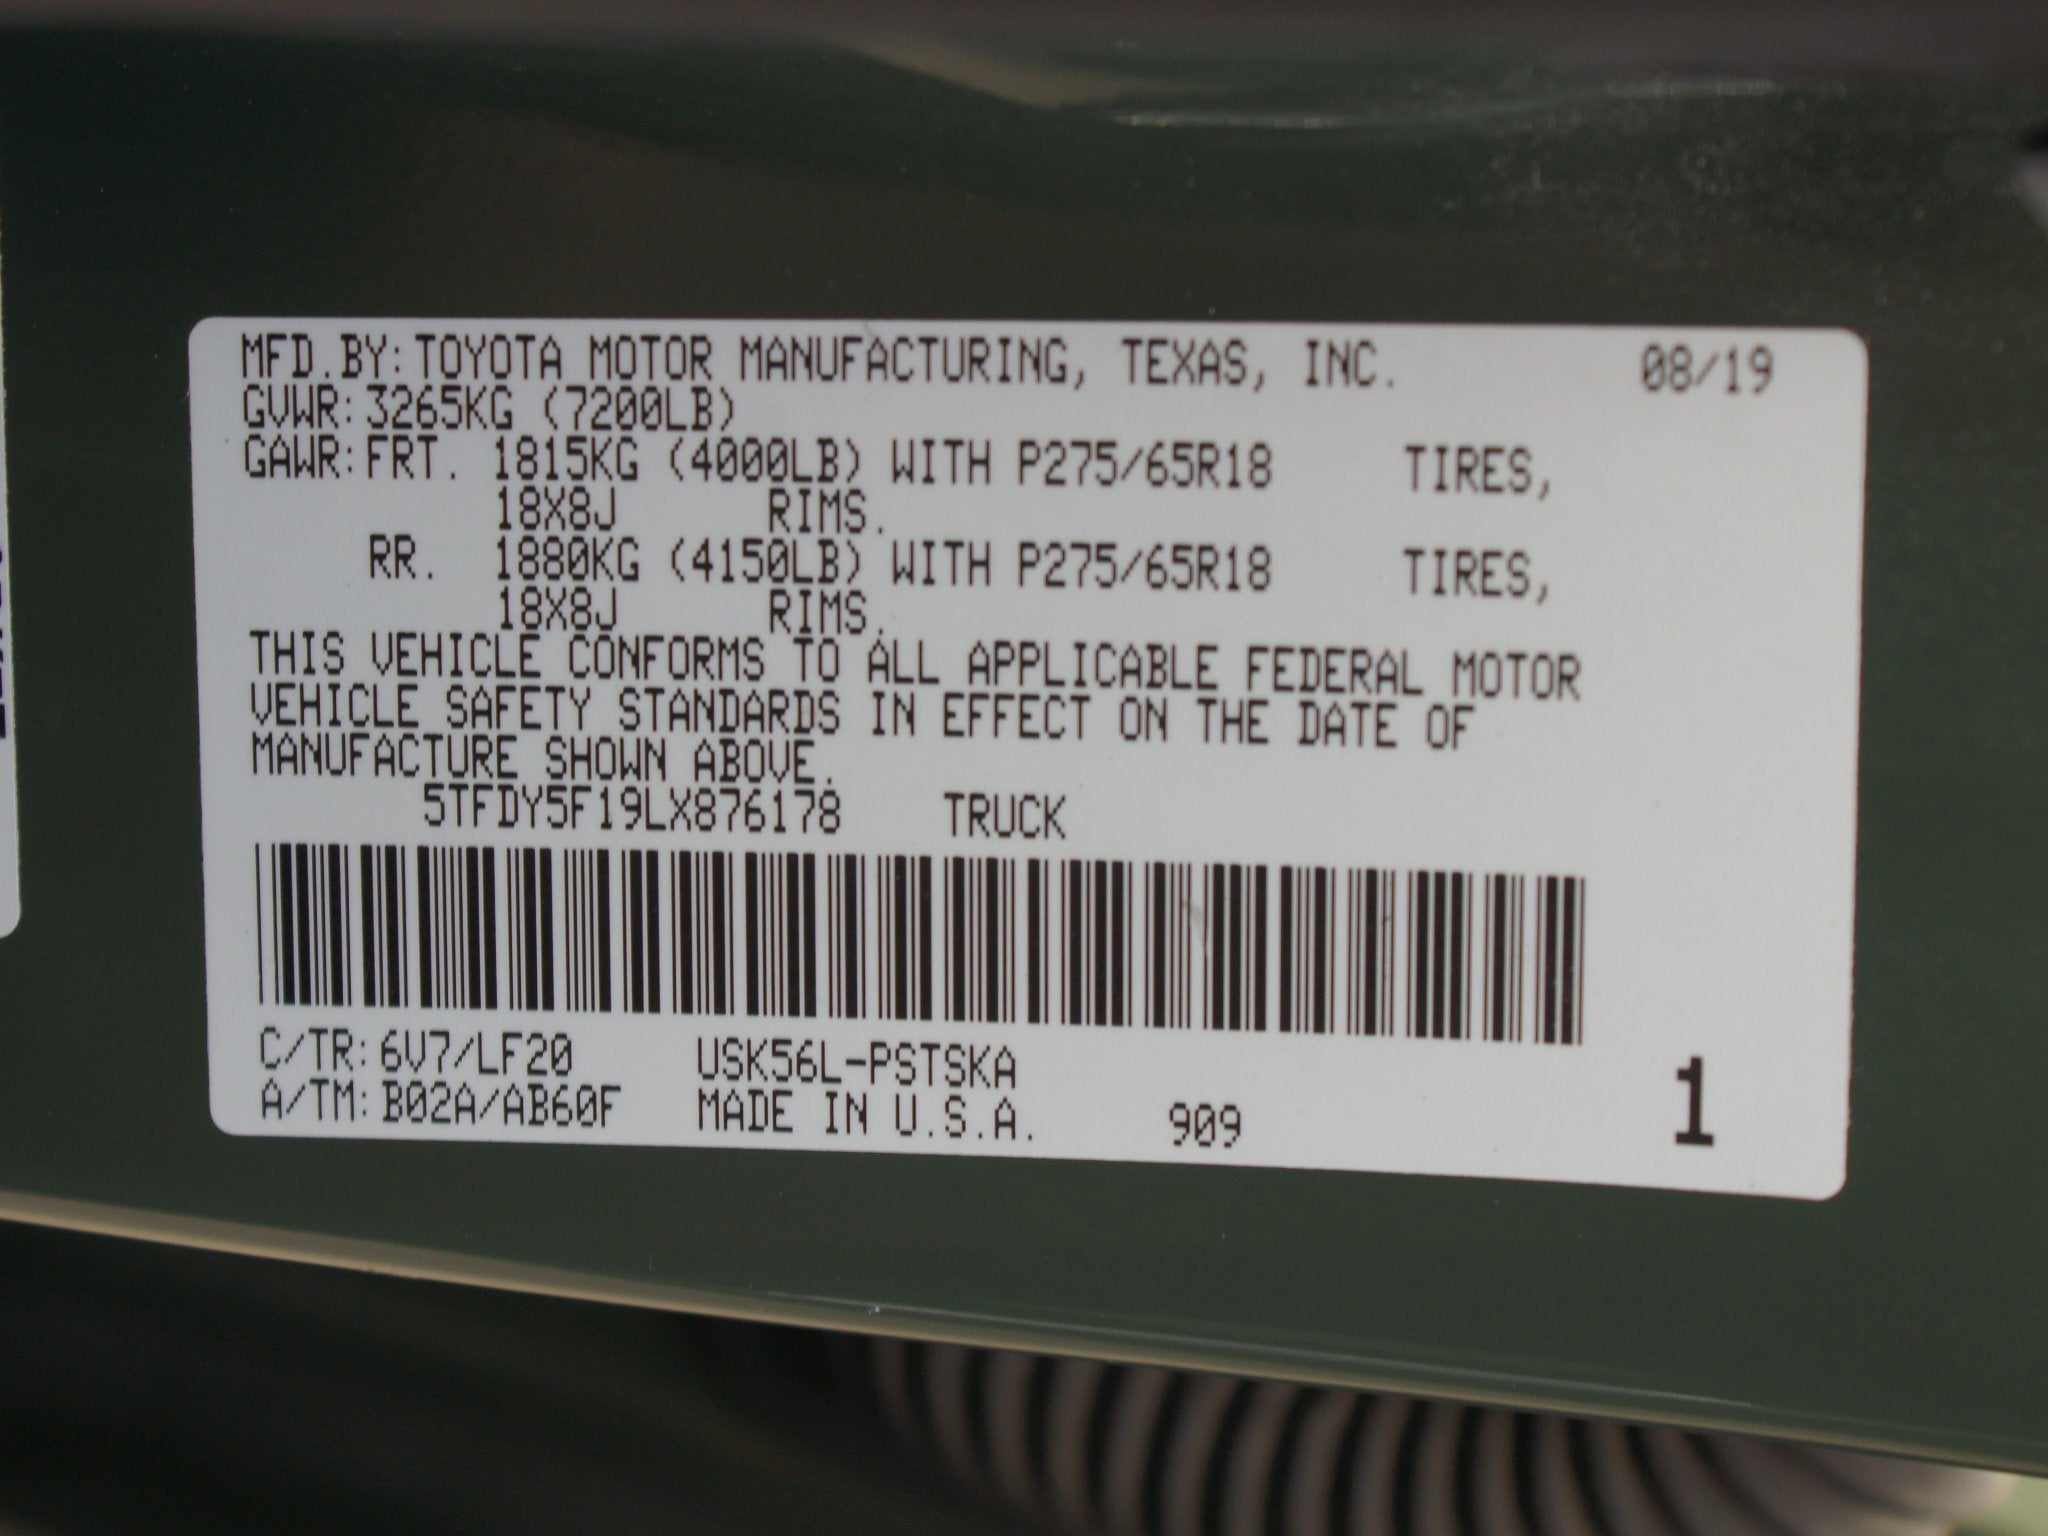 MFD.BY:TOYOTA MOTOR MANUFACTURING, TEXAS, INC. 08/19
GVWR:3265KG (7200LB)
GAWR:FRT. 1815KG (4000LB) WITH P275/65R18 TIRES,
18X8J RIMS.
RR. 1880KG (4150LB) WITH P275/65R18 TIRES,
18X8J RIMS.
THIS VEHICLE CONFORMS TO ALL APPLICABLE FEDERAL MOTOR
VEHICLE SAFETY STANDARDS IN EFFECT ON THE DATE OF
MANUFACTURE SHOWN ABOVE.
5TFDY5F19LX876178 TRUCK
C/TR:6V7/LF20 USK56L-PSTSKA
A/TM:B02A/AB60F MADE IN U.S.A. 909 1